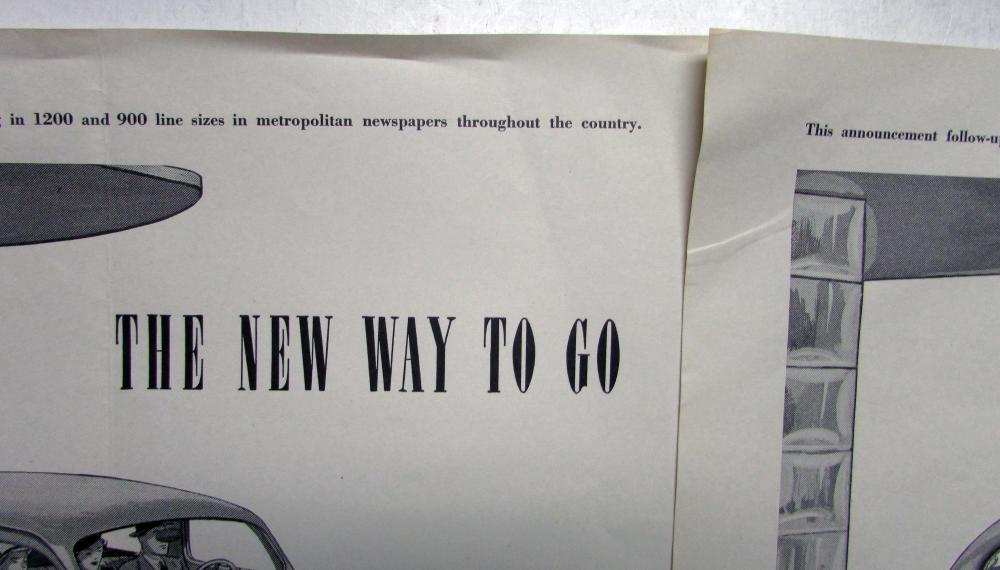 in 1200 and 900 line sizes in metropolitan newspapers throughout the country.
THE NEW WAY TO GO
This announcement follow-u